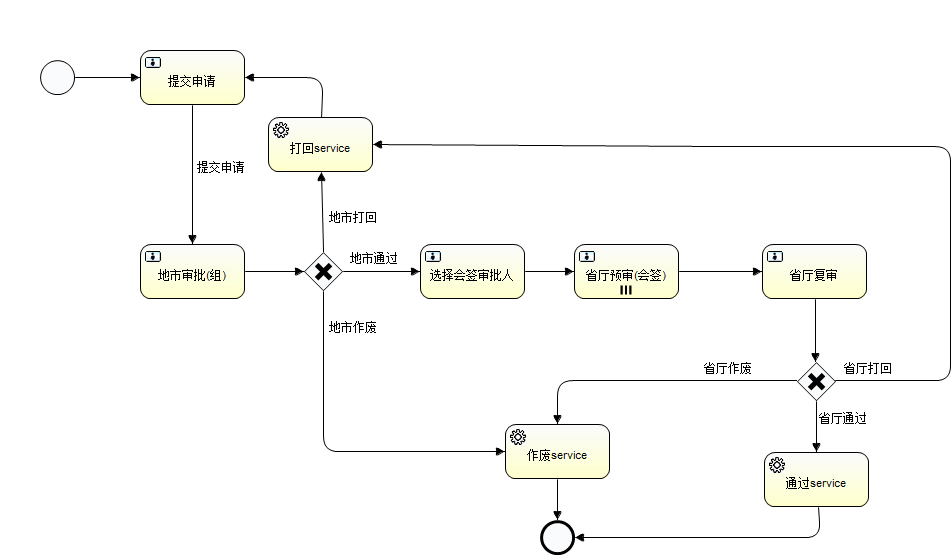 提交申请
打回service
提交申请
地市打回
地市通过
地市审批(组)
选择会签审批人
省厅预审(会签)
省厅复审
地市作废
省厅作废
省厅打回
省厅通过
作废service
通过service